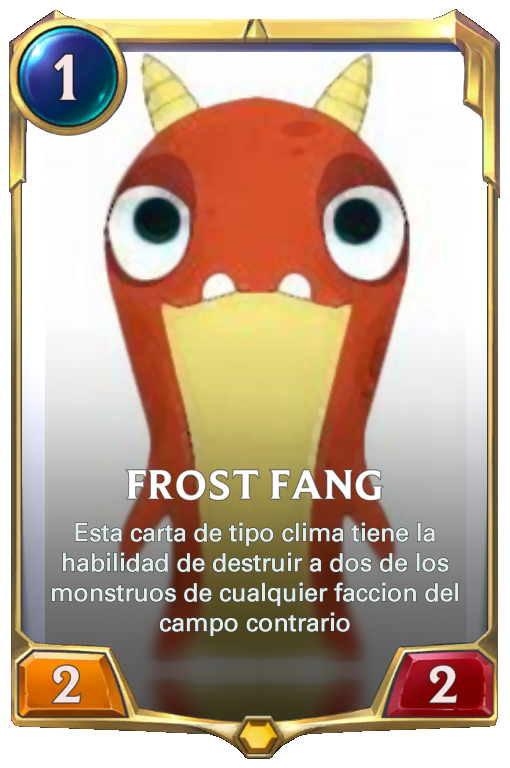 1
FROST FANG
Esta carta de tipo clima tiene la
habilidad de destruir a dos de los
monstruos de cualquier faccion del
campo contrario
2
2